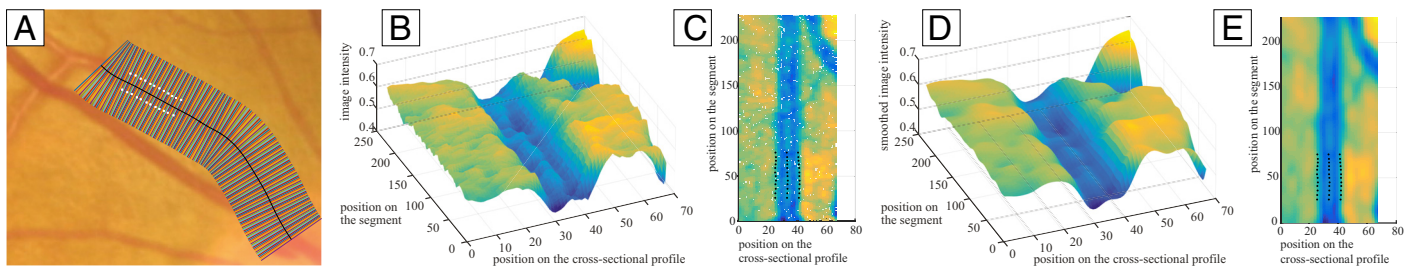 A
B
image intensity
0.7
0.6
0.5
0.4
250
200
150
100
50
0
position on
the segment
0
10
20
30
40
50
60
70
position on the cross-sectional profile
C
position on the segment
200
150
100
50
0
0
20
40
60
80
position on the
cross-sectional profile
D
smoothed image intensity
0.7
0.6
0.5
0.4
250
200
150
100
50
0
position on
the segment
0
10
20
30
40
50
60
70
position on the cross-sectional profile
E
position on the segment
200
150
100
50
0
0
20
40
60
80
position on the
cross-sectional profile